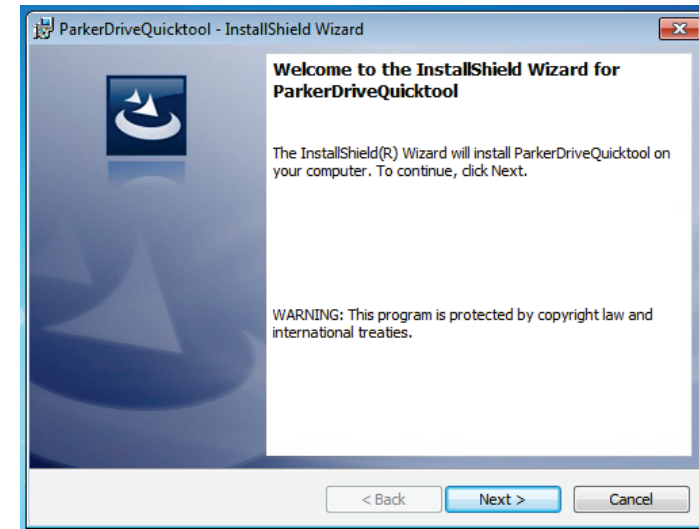 ParkerDriveQuicktool - InstallShield Wizard
Welcome to the InstallShield Wizard for
ParkerDriveQuicktool
The InstallShield(R) Wizard will install ParkerDriveQuicktool on
your computer. To continue, click Next.
WARNING: This program is protected by copyright law and
international treaties.
< Back
Next >
Cancel